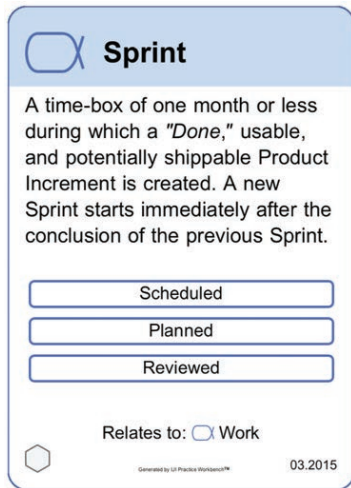 Sprint
A time-box of one month or less
during which a "Done," usable,
and potentially shippable Product
Increment is created. A new
Sprint starts immediately after the
conclusion of the previous Sprint.
Scheduled
Planned
Reviewed
Relates to: Work
Generated by IJI Practice Workbench™
03.2015